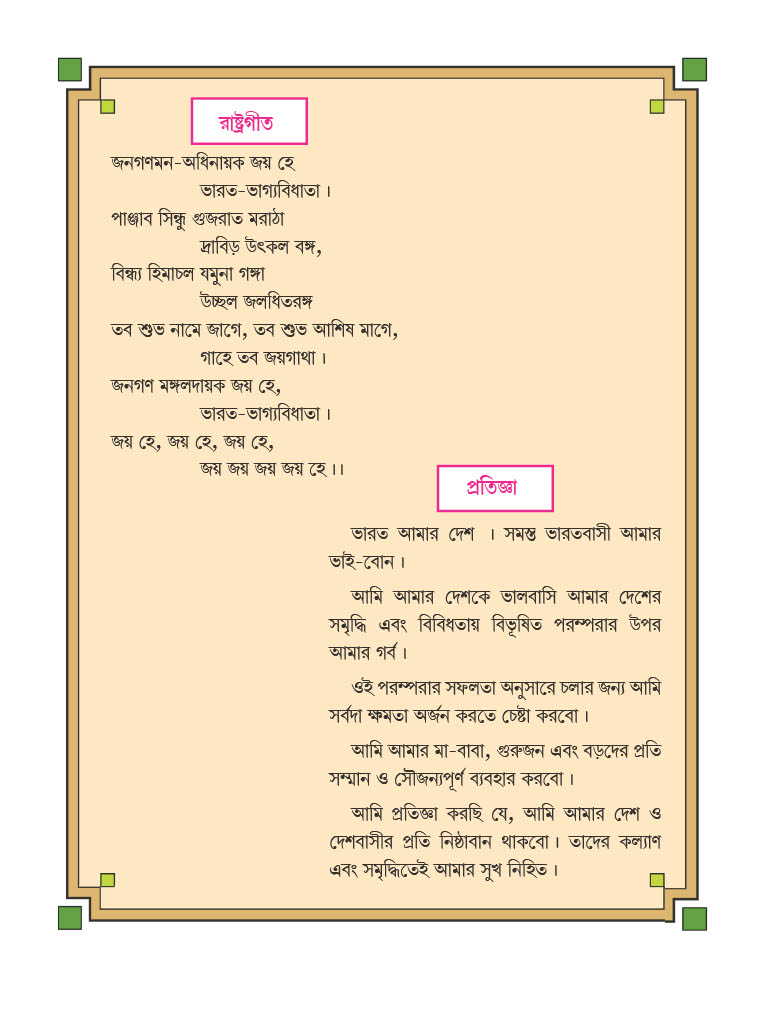 রাষ্ট্রগীত
জনগণমন-অধিনায়ক জয় হে
ভারত-ভাগ্যবিধাতা।
পাঞ্জাব সিন্ধু গুজরাত মরাঠা
দ্রাবিড় উৎকল বঙ্গ,
বিন্ধ্য হিমাচল যমুনা গঙ্গা
উচ্ছল জলধিতরঙ্গ
তব শুভ নামে জাগে, তব শুভ আশিষ মাগে,
গাহে তব জয়গাথা।
জনগণ মঙ্গলদায়ক জয় হে,
ভারত-ভাগ্যবিধাতা।
জয় হে, জয় হে, জয় হে,
জয় জয় জয় জয় হে।।
প্রতিজ্ঞা
ভারত আমার দেশ । সমস্ত ভারতবাসী আমার
ভাই-বোন।
আমি আমার দেশকে ভালবাসি আমার দেশের
সমৃদ্ধি এবং বিবিধতায় বিভূষিত পরম্পরার উপর
আমার গর্ব।
ওই পরম্পরার সফলতা অনুসারে চলার জন্য আমি
সর্বদা ক্ষমতা অর্জন করতে চেষ্টা করবো।
আমি আমার মা-বাবা, গুরুজন এবং বড়দের প্রতি
সম্মান ও সৌজন্যপূর্ণ ব্যবহার করবো।
আমি প্রতিজ্ঞা করছি যে, আমি আমার দেশ ও
দেশবাসীর প্রতি নিষ্ঠাবান থাকবো। তাদের কল্যাণ
এবং সমৃদ্ধিতেই আমার সুখ নিহিত।